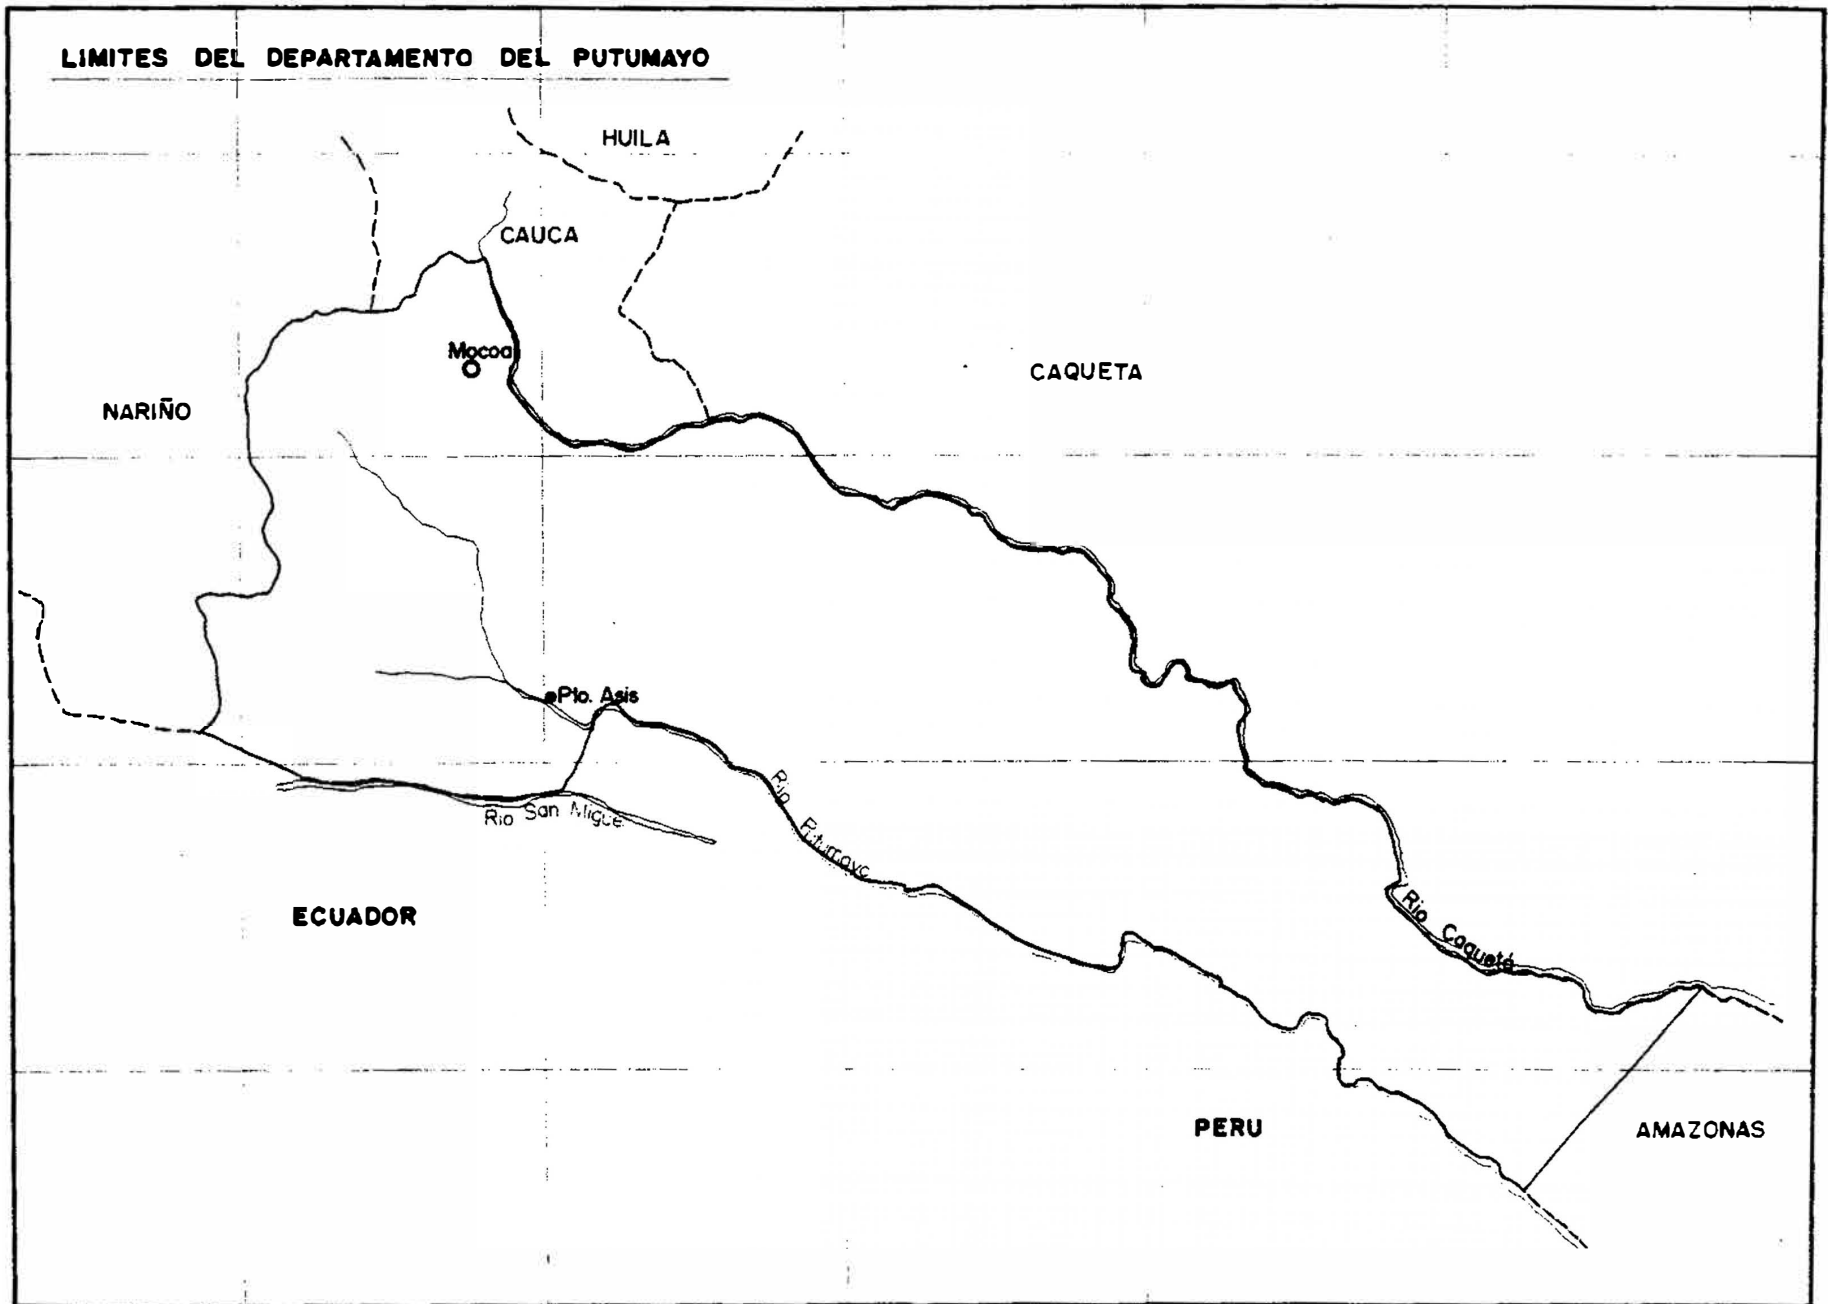 LIMITES DEL DEPARTAMENTO DEL PUTUMAYO
HUILA
CAUCA
Mocoa
CAQUETA
NARIÑO
Pto. Asis
Rio San Migue
Rio Putumayo
ECUADOR
Rio Caquetá
PERU
AMAZONAS